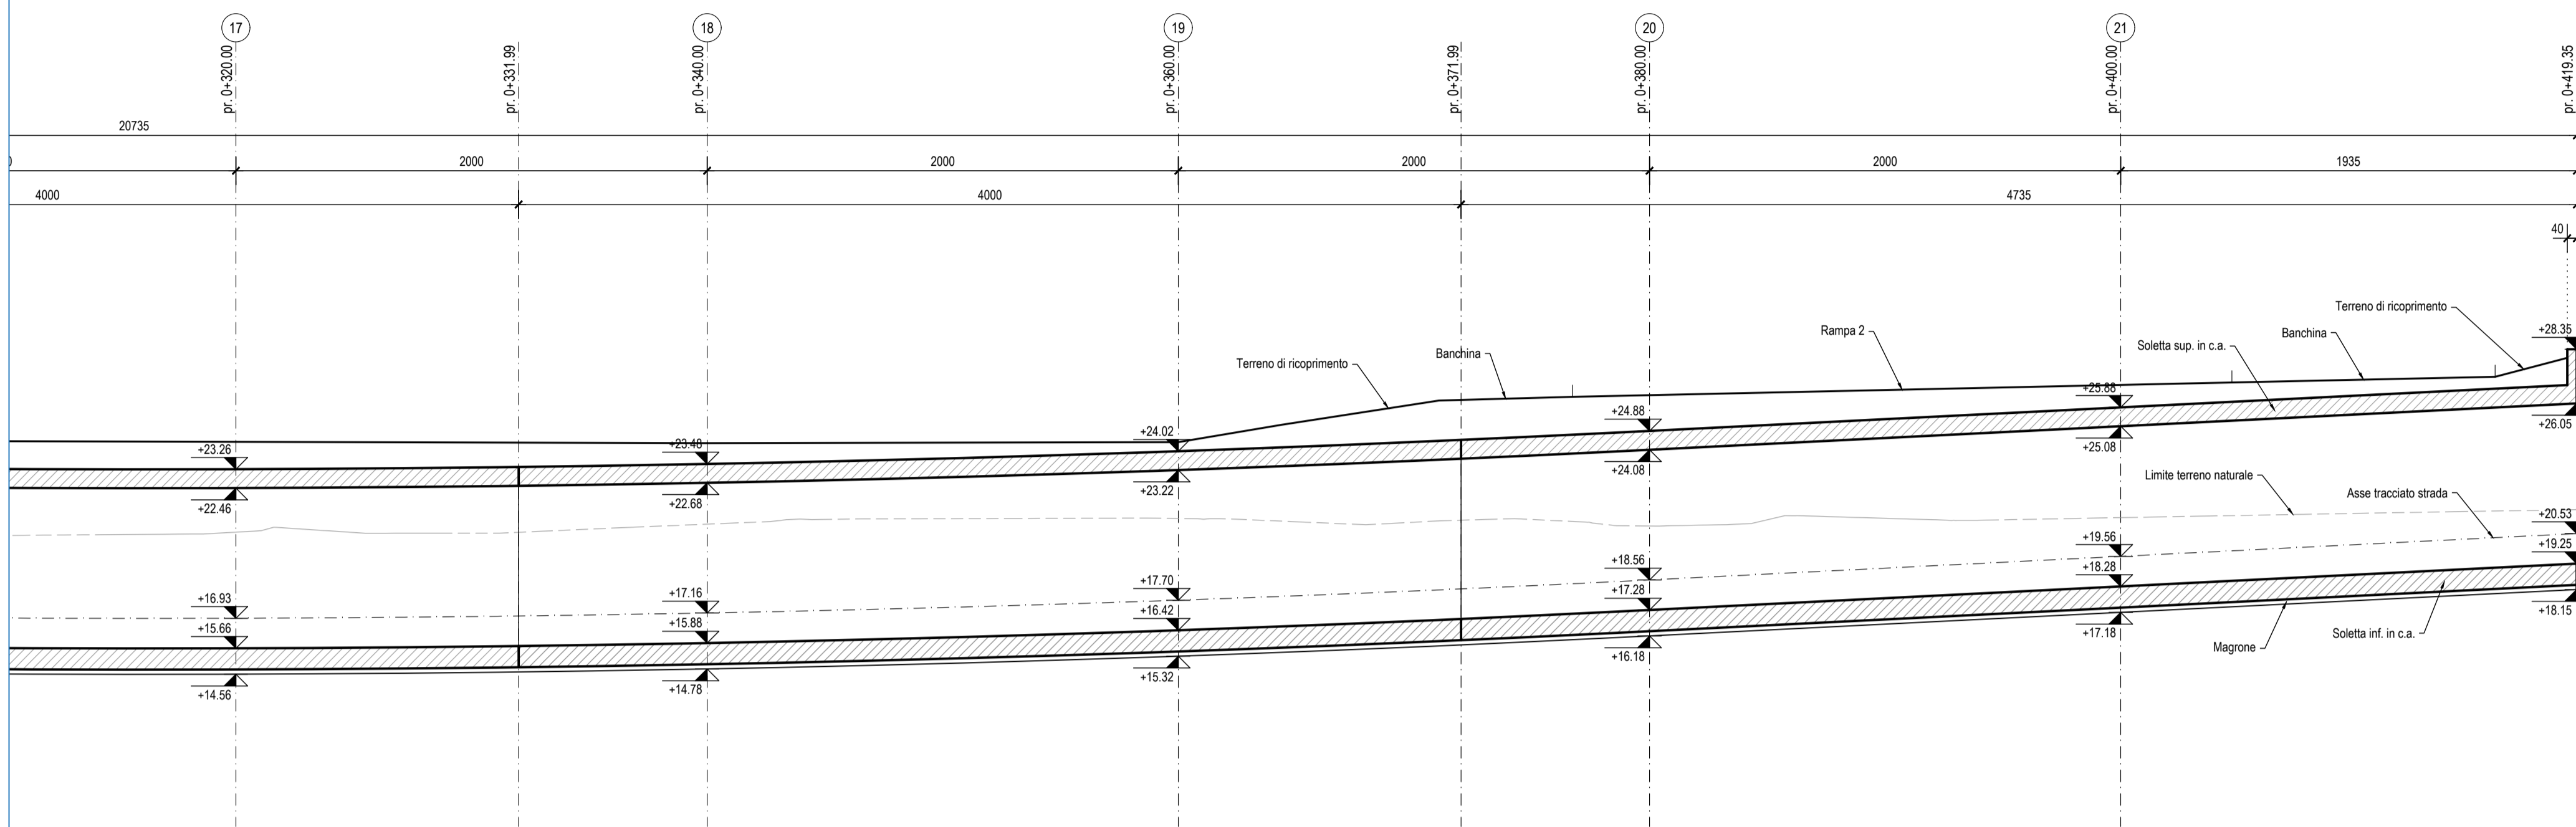 17
18
19
20
21
pr. 0+320.00
pr. 0+331.99
pr. 0+340.00
pr. 0+360.00
pr. 0+371.99
pr. 0+380.00
pr. 0+400.00
pr. 0+419.35
20735
2000
2000
2000
2000
1935
4000
4000
4735
40
Terreno di ricoprimento
+28.35
Rampa 2
Banchina
Soletta sup. in c.a.
Banchina
Terreno di ricoprimento
+25.88
+24.88
+26.05
+24.02
+25.08
+23.48
+23.26
+24.08
Limite terreno naturale
+23.22
+22.68
Asse tracciato strada
+22.46
+20.53
+19.56
+19.25
+18.56
+18.28
+17.70
+17.28
+17.16
+16.93
+18.15
+16.42
+15.88
+17.18
Soletta inf. in c.a.
+15.66
Magrone
+16.18
+15.32
+14.78
+14.56